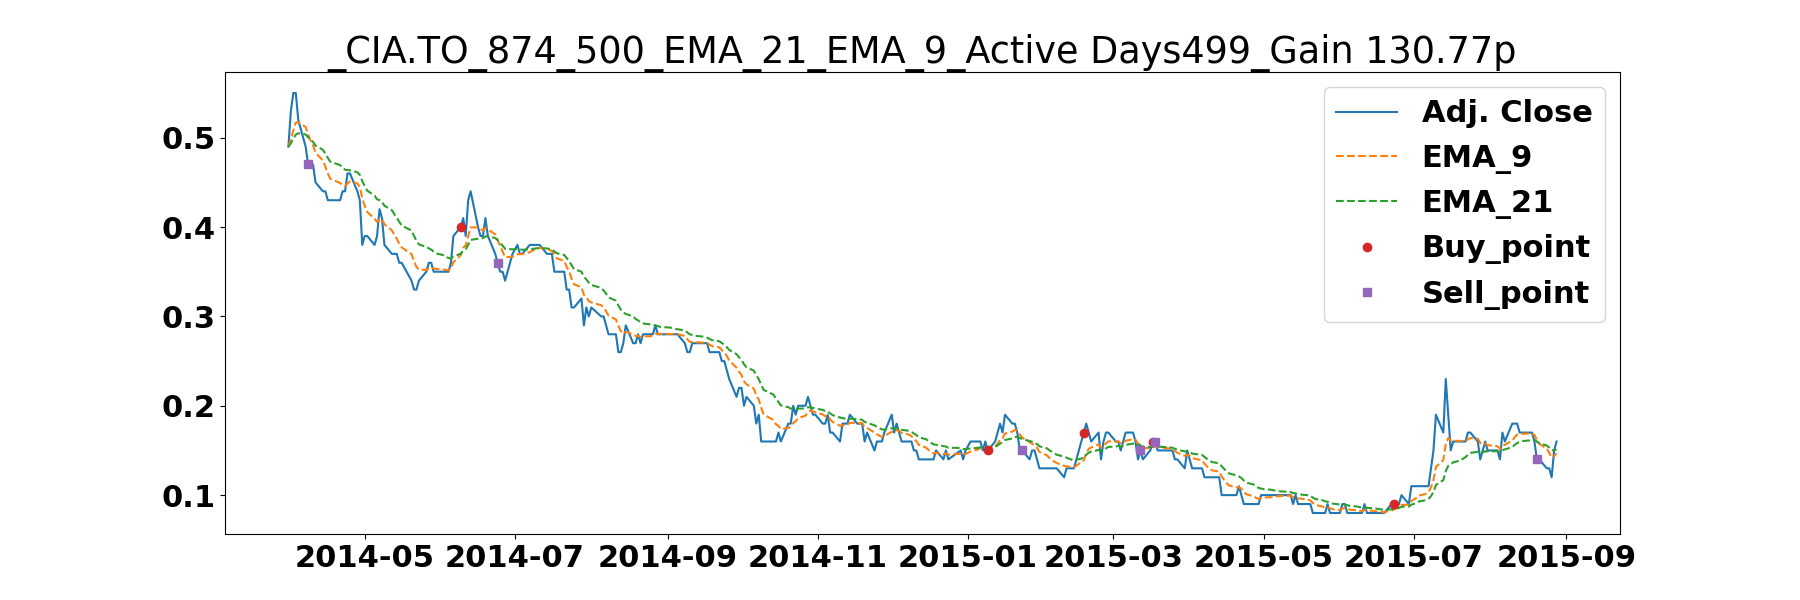 _CIA.TO_874_500_EMA_21_EMA_9_Active Days499_Gain 130.77p
Adj. Close
EMA_9
EMA_21
Buy_point
Sell_point
0.5
0.4
0.3
0.2
0.1
2014-05 2014-07 2014-09 2014-11 2015-01 2015-03 2015-05 2015-07 2015-09